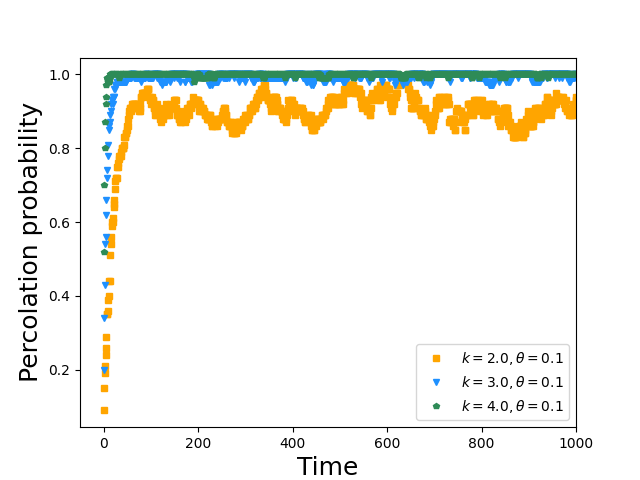 1.0
0.8
0.6
0.4
0.2
Percolation probability
0
200
400
600
800
1000
Time
k = 2.0, θ = 0.1
k = 3.0, θ = 0.1
k = 4.0, θ = 0.1